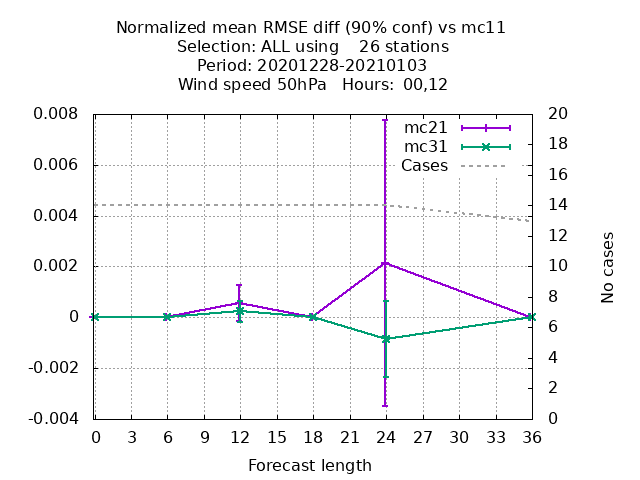 Normalized mean RMSE diff (90% conf) vs mc11
Selection: ALL using    26 stations
Period: 20201228-20210103
Wind speed 50hPa   Hours:  00,12
mc21
mc31
Cases
0.008
0.006
0.004
0.002
0
-0.002
-0.004
20
18
16
14
12
10
8
6
4
2
0
No cases
0 3 6 9 12 15 18 21 24 27 30 33 36
Forecast length